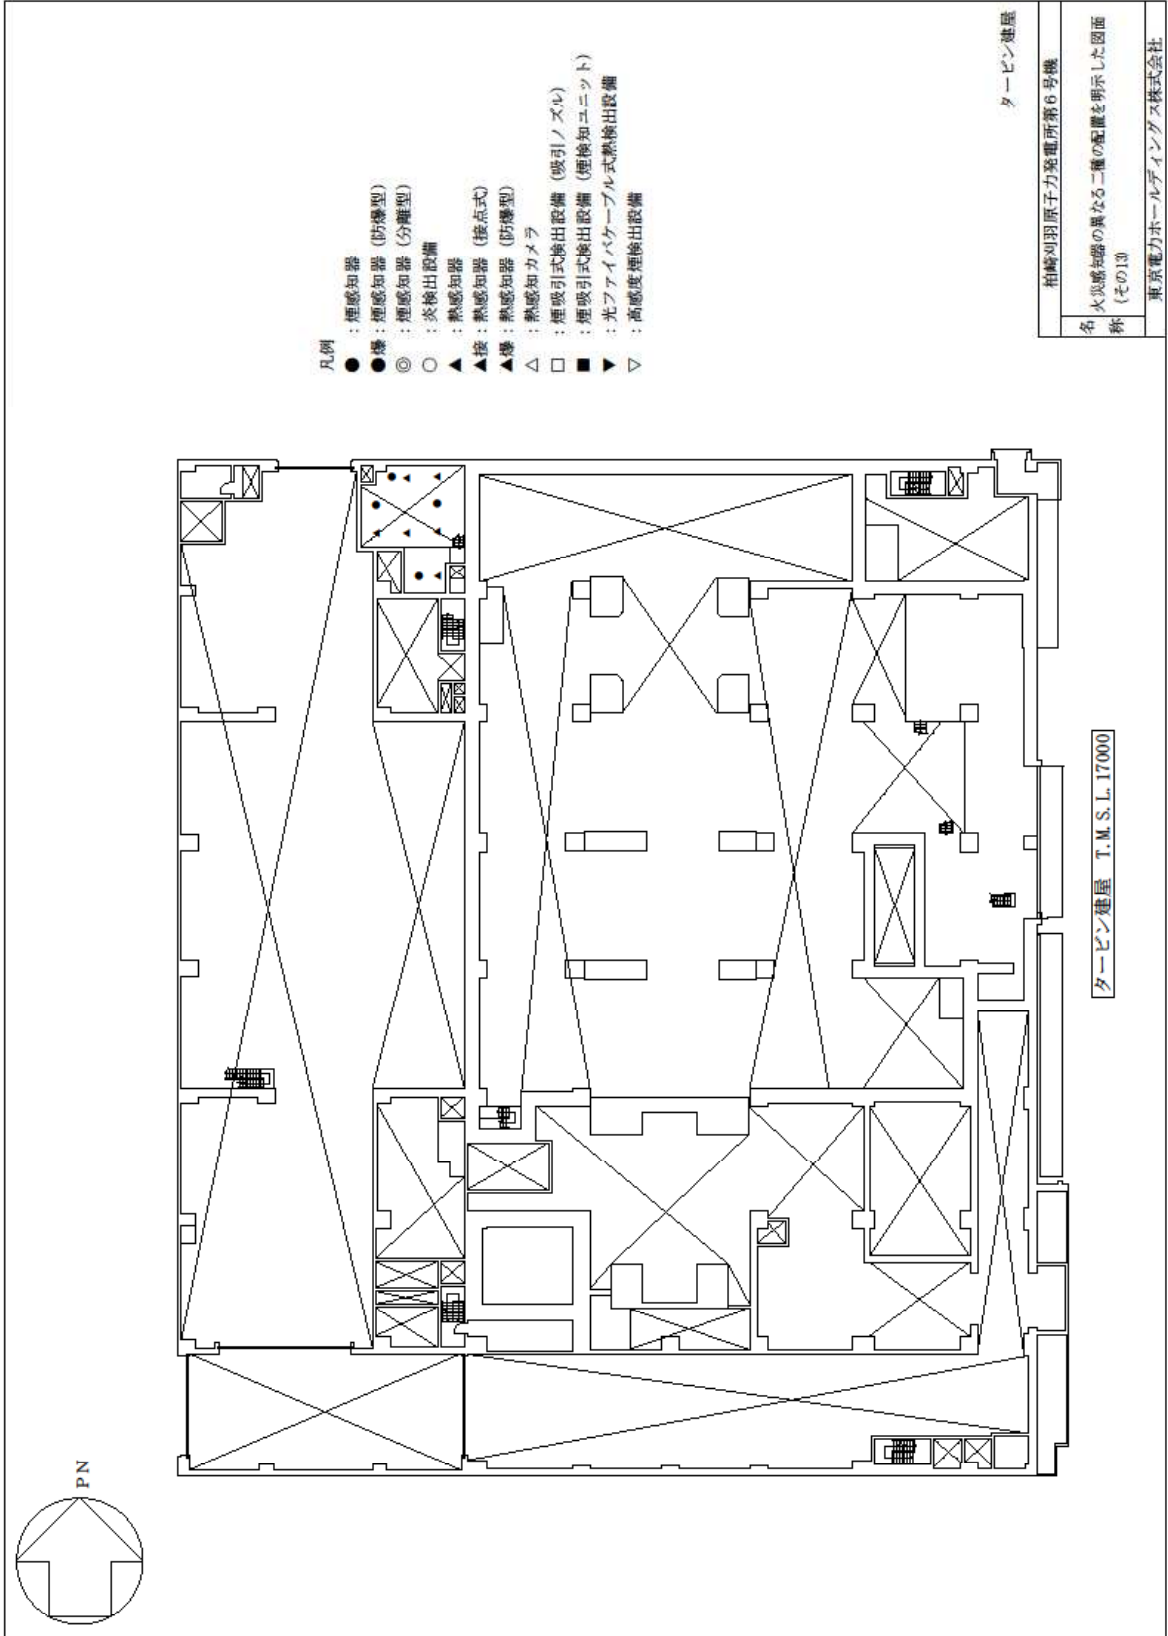 PN
凡例
● ：煙感知器
●爆：煙感知器（防爆型）
◎ ：煙感知器（分離型）
○ ：炎検出設備
▲ ：熱感知器
▲接：熱感知器（接点式）
▲爆：熱感知器（防爆型）
△ ：熱感知カメラ
□ ：煙吸引式検出設備（吸引ノズル）
■ ：煙吸引式検出設備（煙検知ユニット）
▼ ：光ファイバケーブル式熱検出設備
▽ ：高感度煙検出設備
タービン建屋 T.M.S.L.17000
タービン建屋
柏崎刈羽原子力発電所第6号機
名称
火災感知器の異なる二種の配置を明示した図面
（その13）
東京電力ホールディングス株式会社